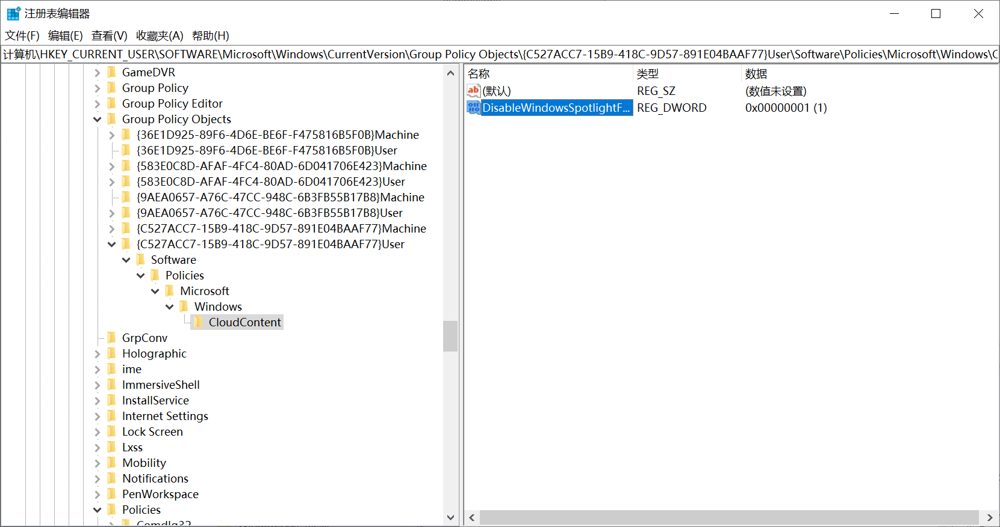 注册表编辑器
文件(F) 编辑(E) 查看(V) 收藏夹(A) 帮助(H)
计算机\HKEY_CURRENT_USER\SOFTWARE\Microsoft\Windows\CurrentVersion\Group Policy Objects\{C527ACC7-15B9-418C-9D57-891E04BAAF77}User\Software\Policies\Microsoft\Windows\C
GameDVR
Group Policy
Group Policy Editor
Group Policy Objects
{36E1D925-89F6-4D6E-BE6F-F475816B5F0B}Machine
{36E1D925-89F6-4D6E-BE6F-F475816B5F0B}User
{583E0C8D-AFAF-4FC4-80AD-6D041706E423}Machine
{583E0C8D-AFAF-4FC4-80AD-6D041706E423}User
{9AEA0657-A76C-47CC-948C-6B3FB55B17B8}Machine
{9AEA0657-A76C-47CC-948C-6B3FB55B17B8}User
{C527ACC7-15B9-418C-9D57-891E04BAAF77}Machine
{C527ACC7-15B9-418C-9D57-891E04BAAF77}User
Software
Policies
Microsoft
Windows
CloudContent
GrpConv
Holographic
ime
ImmersiveShell
InstallService
Internet Settings
Lock Screen
Lxss
Mobility
Notifications
PenWorkspace
Policies
Comdlg32
名称 类型 数据
(默认) REG_SZ (数值未设置)
DisableWindowsSpotlightF... REG_DWORD 0x00000001 (1)